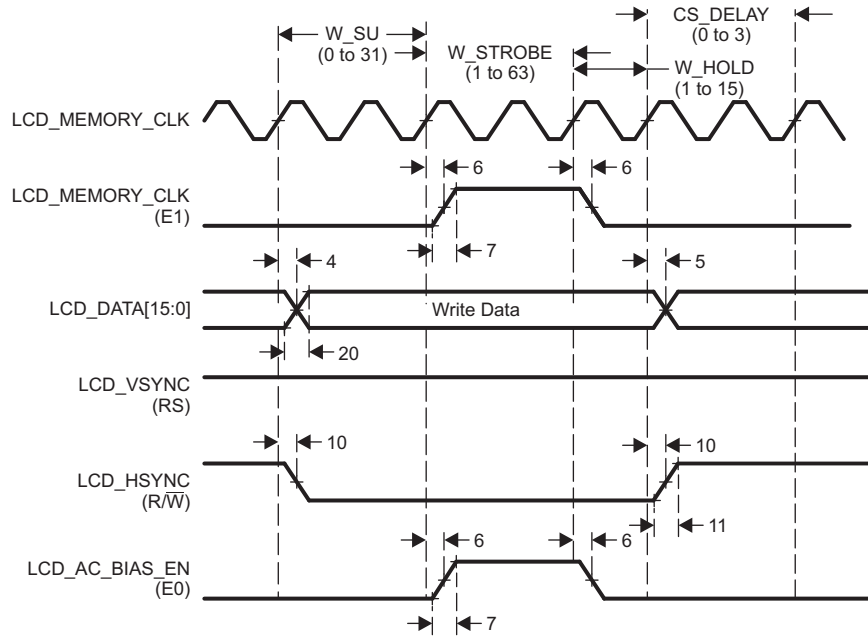 CS_DELAY
(0 to 3)
W_SU
(0 to 31)
W_STROBE
(1 to 63)
W_HOLD
(1 to 15)
LCD_MEMORY_CLK
LCD_MEMORY_CLK
(E1)
6
6
7
LCD_DATA[15:0]
4
5
Write Data
20
LCD_VSYNC
(RS)
LCD_HSYNC
(R/W̅)
10
10
11
LCD_AC_BIAS_EN
(E0)
6
6
7